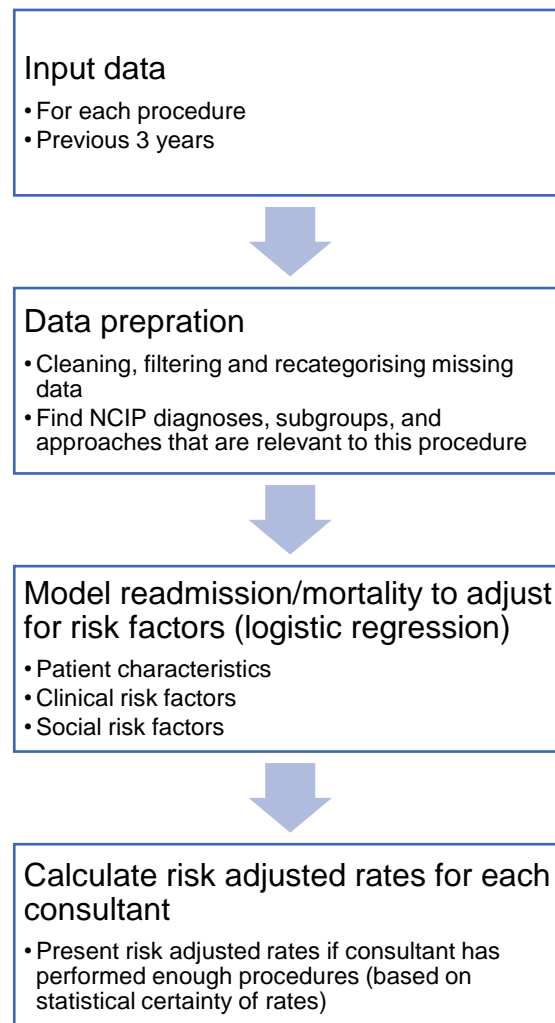 Input data
• For each procedure
• Previous 3 years
Data prepration
• Cleaning, filtering and recategorising missing
data
• Find NCIP diagnoses, subgroups, and
approaches that are relevant to this procedure
Model readmission/mortality to adjust
for risk factors (logistic regression)
• Patient characteristics
• Clinical risk factors
• Social risk factors
Calculate risk adjusted rates for each
consultant
• Present risk adjusted rates if consultant has
performed enough procedures (based on
statistical certainty of rates)